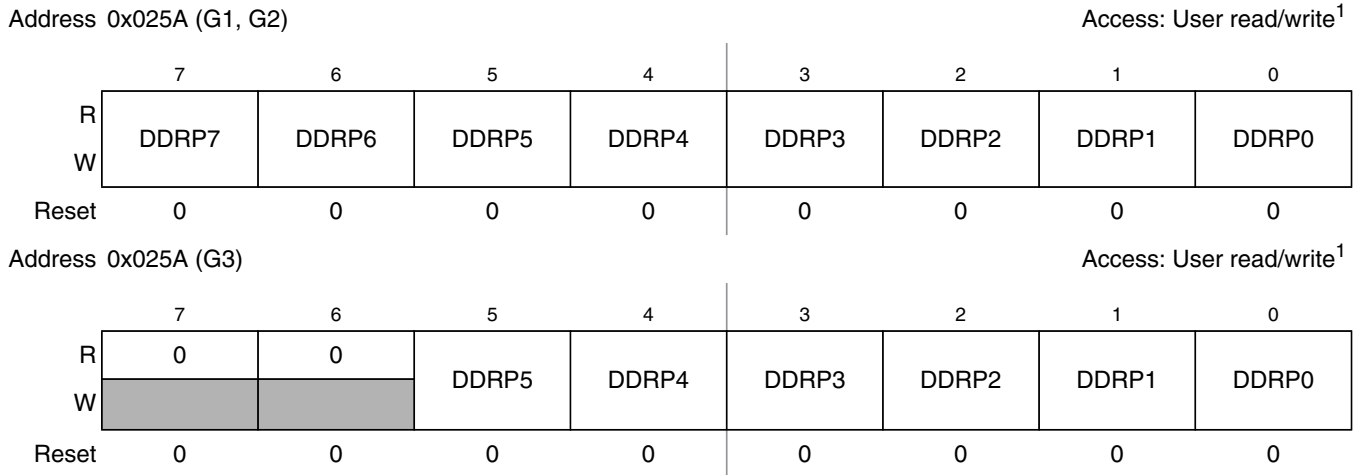 Address 0x025A (G1, G2) Access: User read/write1
7 6 5 4 3 2 1 0
R
DDRP7 DDRP6 DDRP5 DDRP4 DDRP3 DDRP2 DDRP1 DDRP0
W
Reset 0 0 0 0 0 0 0 0
Address 0x025A (G3) Access: User read/write1
7 6 5 4 3 2 1 0
R 0 0
DDRP5 DDRP4 DDRP3 DDRP2 DDRP1 DDRP0
W
Reset 0 0 0 0 0 0 0 0